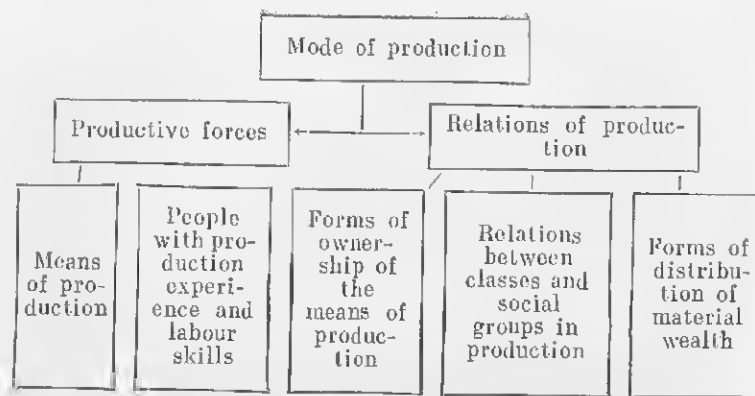 Mode of production
Productive forces
Relations of produc-
tion
Means
of pro-
duction
People
with pro-
duction
experi-
ence and
labour
skills
Forms of
owner-
ship of
the
means of
produc-
tion
Relations
between
classes and
social
groups in
production
Forms of
distribu-
tion of
material
wealth